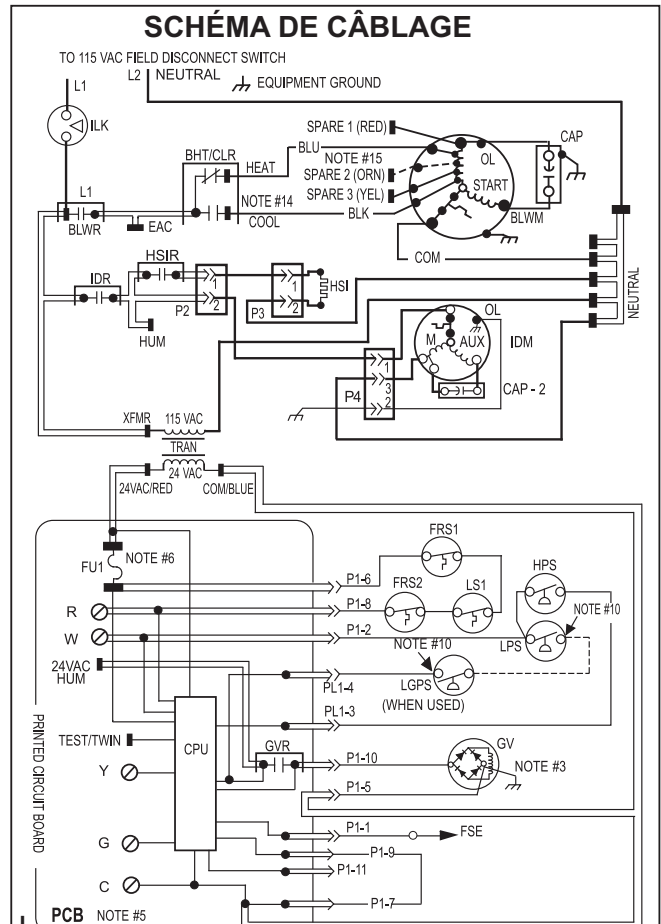 SCHÉMA DE CÂBLAGE
TO 115 VAC FIELD DISCONNECT SWITCH
L2 NEUTRAL
EQUIPMENT GROUND
L1
ILK
SPARE 1 (RED)
CAP
BLU
OL
BHT/CLR
HEAT
NOTE #15
SPARE 2 (ORN)
START
L1
NOTE #14
SPARE 3 (YEL)
COOL
BLK
BLWM
BLWR
EAC
COM
HSIR
IDR
1
2
P2
1
2
P3
HSI
NEUTRAL
HUM
OL
M
AUX
IDM
1
3
2
P4
CAP - 2
XFMR
115 VAC
TRAN
24 VAC
24VAC/RED
COM/BLUE
FRS1
NOTE #6
FU1
P1-6
FRS2
LS1
HPS
R
P1-8
NOTE #10
W
P1-2
NOTE #10
LPS
24VAC
HUM
LGPS
(WHEN USED)
PL1-4
PL1-3
PRINTED CIRCUIT BOARD
TEST/TWIN
CPU
GVR
GV
Y
P1-10
NOTE #3
P1-5
P1-1
FSE
G
P1-9
P1-11
C
P1-7
PCB NOTE #5